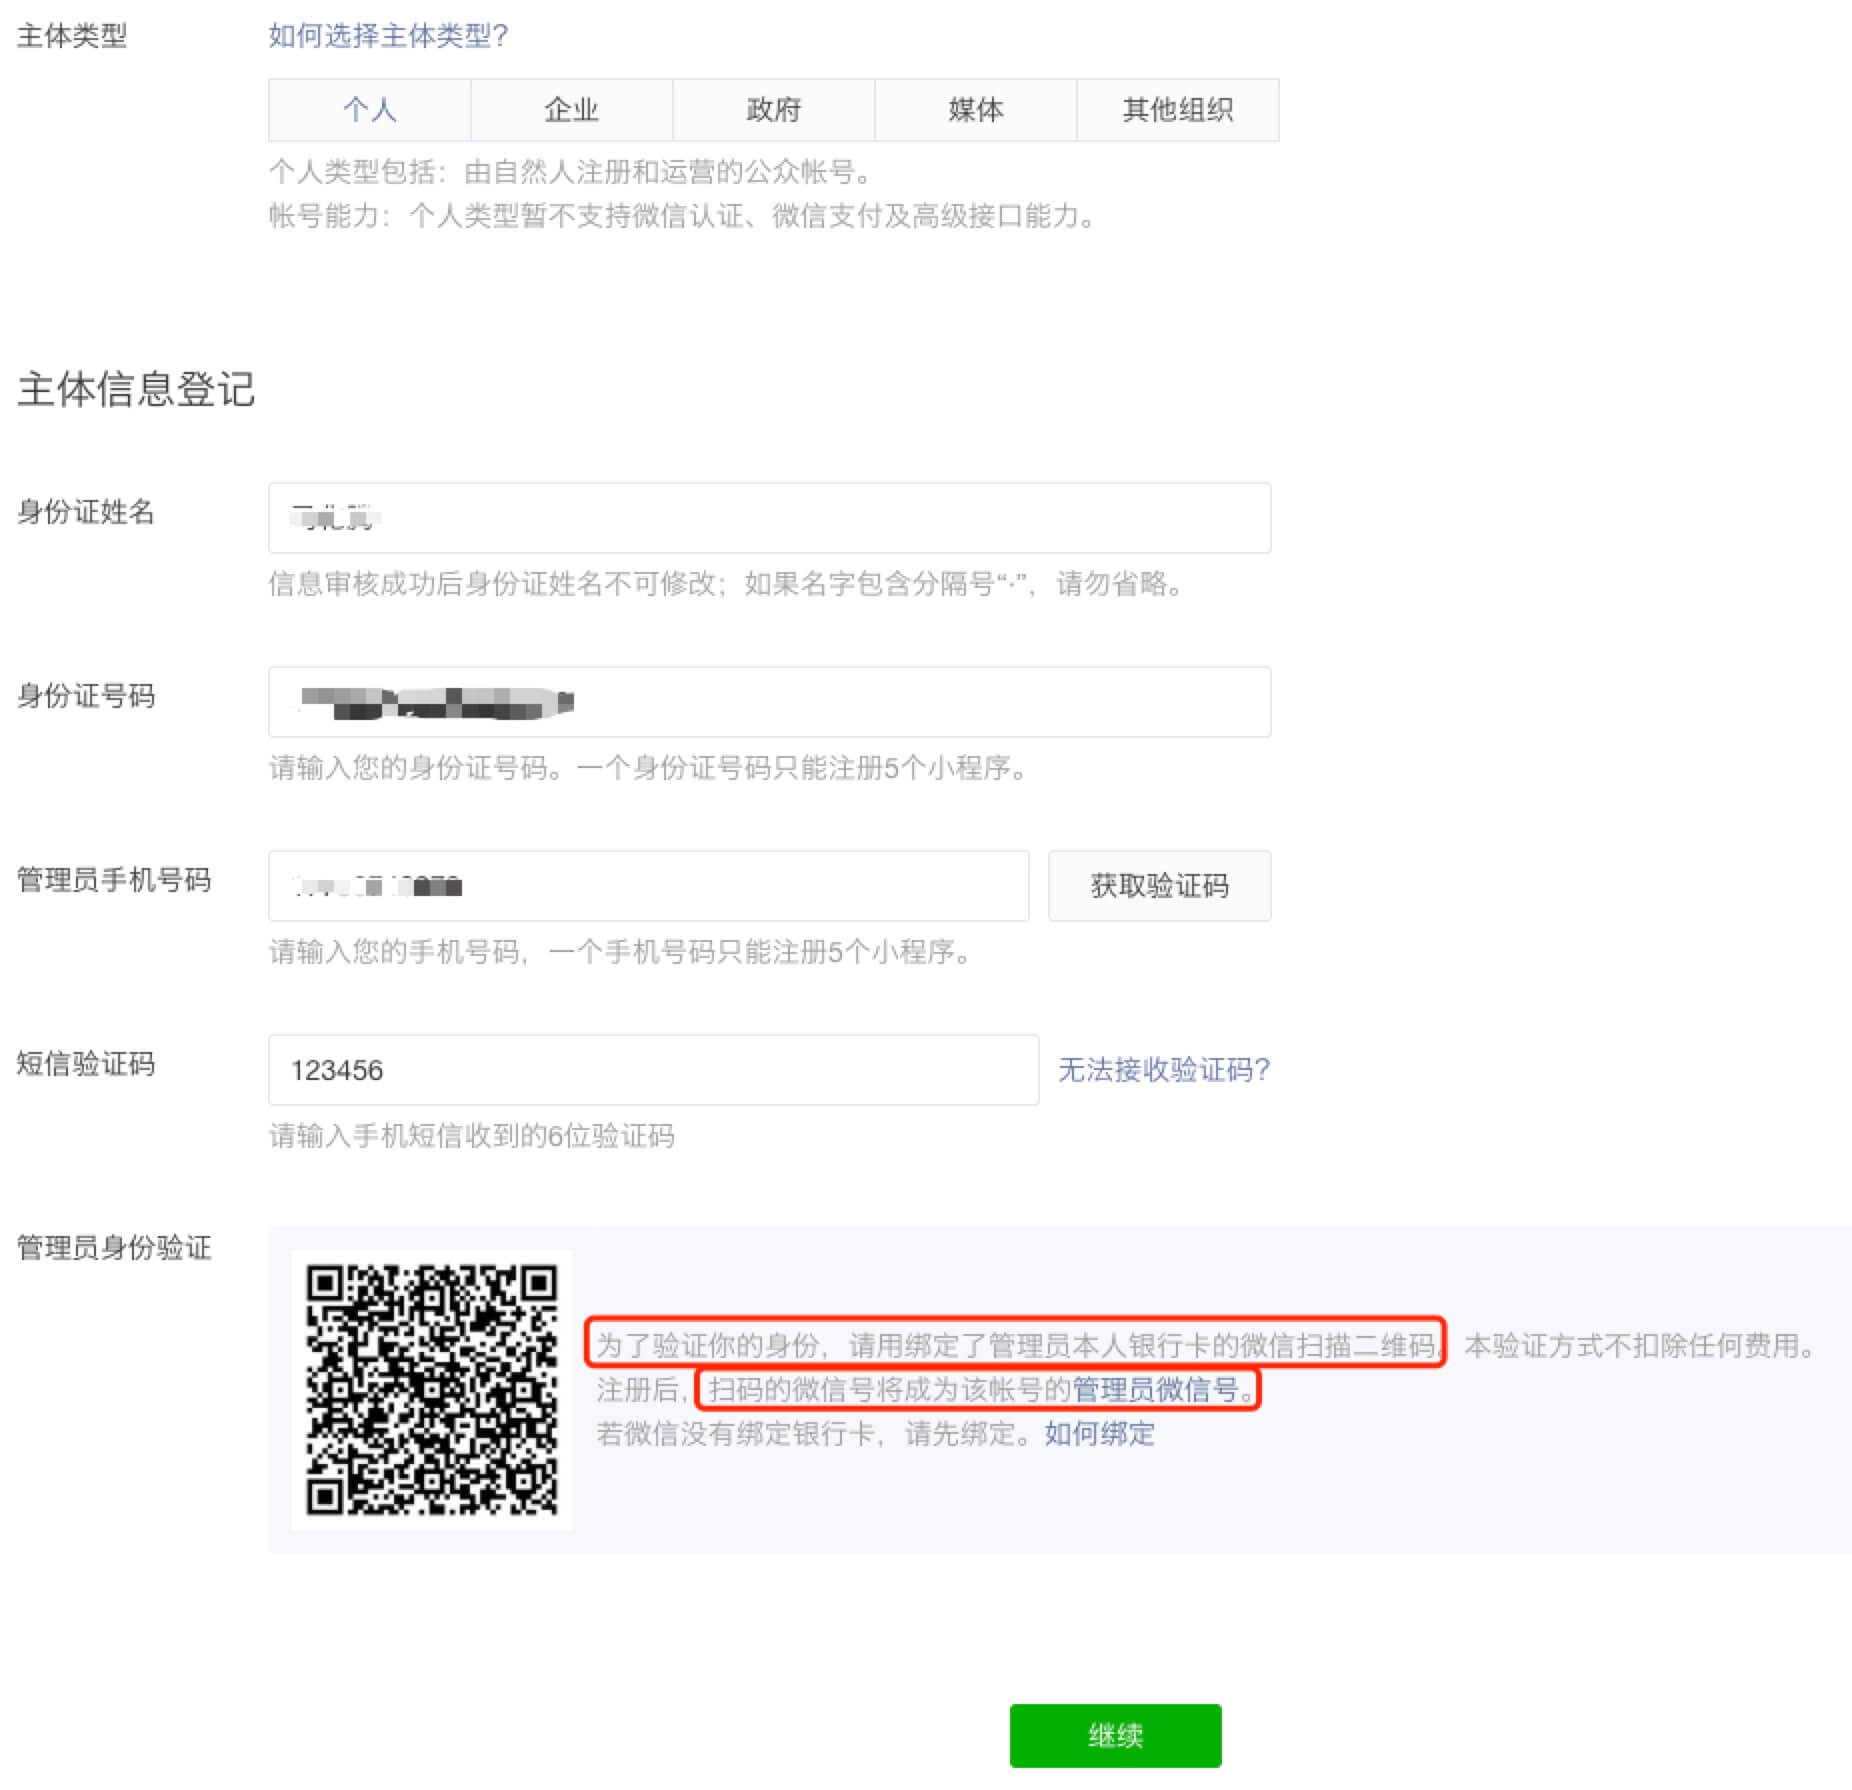 主体类型
如何选择主体类型?
个人 企业 政府 媒体 其他组织
个人类型包括：由自然人注册和运营的公众帐号。
帐号能力：个人类型暂不支持微信认证、微信支付及高级接口能力。
主体信息登记
身份证姓名
信息审核成功后身份证姓名不可修改；如果名字包含分隔号“·”，请勿省略。
身份证号码
请输入您的身份证号码。一个身份证号码只能注册5个小程序。
管理员手机号码
获取验证码
请输入您的手机号码，一个手机号码只能注册5个小程序。
短信验证码
123456
无法接收验证码?
请输入手机短信收到的6位验证码
管理员身份验证
为了验证你的身份，请用绑定了管理员本人银行卡的微信扫描二维码。本验证方式不扣除任何费用。
注册后，扫码的微信号将成为该帐号的管理员微信号。
若微信没有绑定银行卡，请先绑定。如何绑定
继续